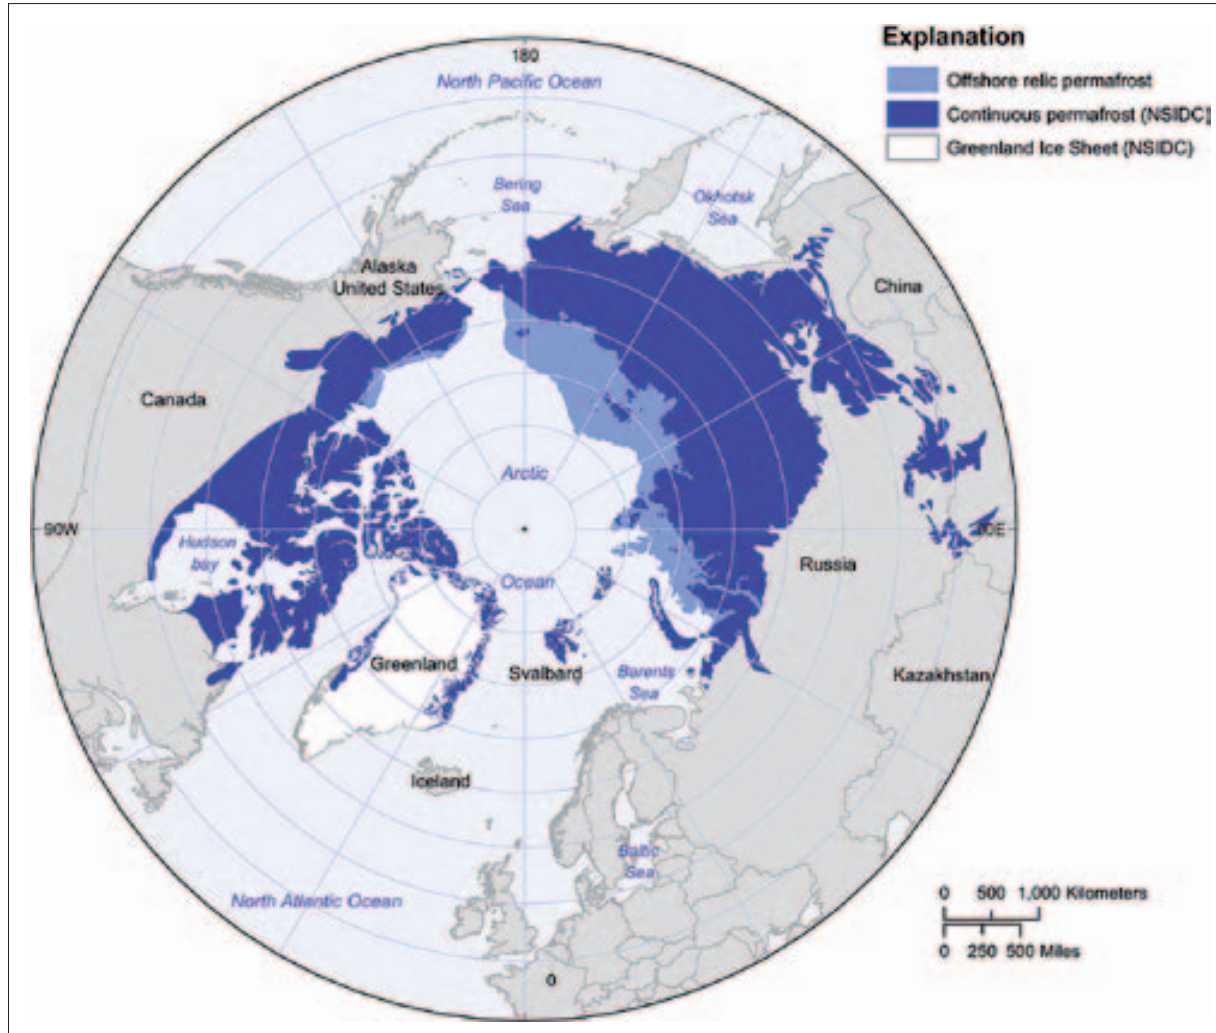 Explanation
Offshore relic permafrost
Continuous permafrost (NSIDC)
Greenland Ice Sheet (NSIDC)
180
North Pacific Ocean
Bering
Sea
Okhotsk
Sea
Alaska
United States
China
Canada
Arctic
90W
Hudson
bay
90E
Ocean
Russia
Greenland
Svalbard
Barents
Sea
Kazakhstan
Iceland
Baltic
Sea
North Atlantic Ocean
0 500 1,000 Kilometers
0 250 500 Miles
0